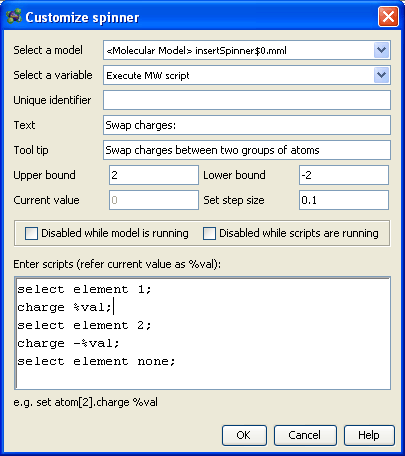 Customize spinner
Select a model <Molecular Model> insertSpinner$0.mml
Select a variable Execute MW script
Unique identifier
Text Swap charges:
Tool tip Swap charges between two groups of atoms
Upper bound 2 Lower bound -2
Current value 0 Set step size 0.1
Disabled while model is running Disabled while scripts are running
Enter scripts (refer current value as %val):
select element 1;
charge %val;
select element 2;
charge -%val;
select element none;
e.g. set atom[2].charge %val
OK Cancel Help